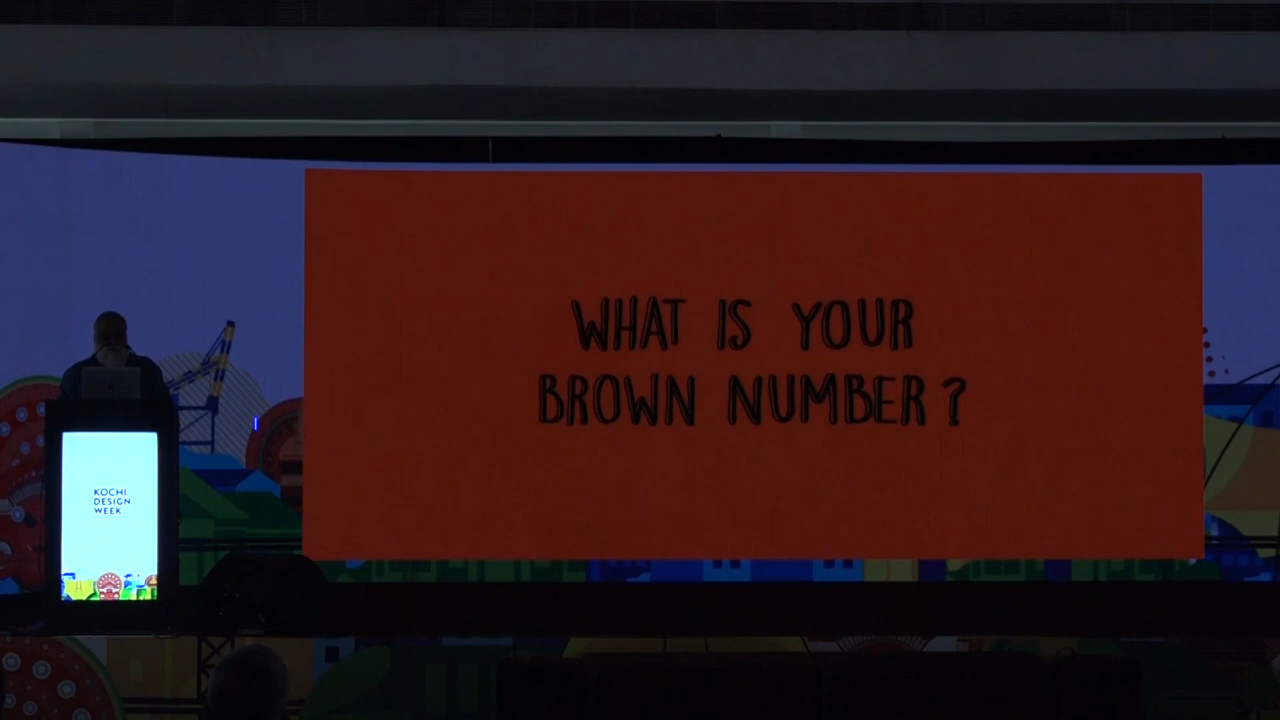 WHAT IS YOUR
BROWN NUMBER?
KOCHI
DESIGN
WEEK